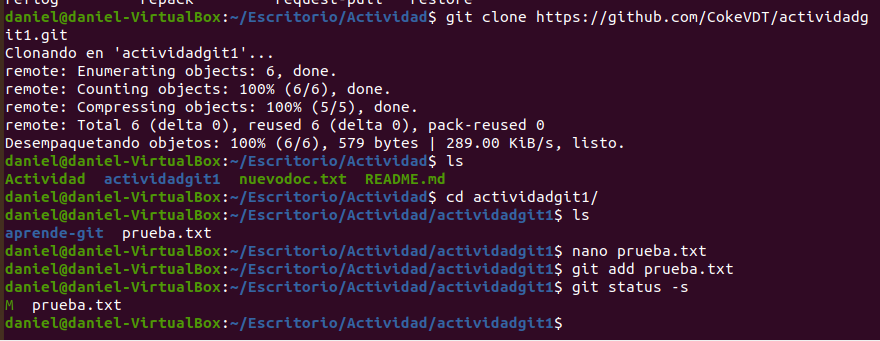 daniel@daniel-VirtualBox:~/Escritorio/Actividad$ git clone https://github.com/CokeVDT/actividadg
it1.git
Clonando en 'actividadgit1'...
remote: Enumerating objects: 6, done.
remote: Counting objects: 100% (6/6), done.
remote: Compressing objects: 100% (5/5), done.
remote: Total 6 (delta 0), reused 6 (delta 0), pack-reused 0
Desempaquetando objetos: 100% (6/6), 579 bytes | 289.00 KiB/s, listo.
daniel@daniel-VirtualBox:~/Escritorio/Actividad$ ls
Actividad  actividadgit1  nuevodoc.txt  README.md
daniel@daniel-VirtualBox:~/Escritorio/Actividad$ cd actividadgit1/
daniel@daniel-VirtualBox:~/Escritorio/Actividad/actividadgit1$ ls
aprende-git  prueba.txt
daniel@daniel-VirtualBox:~/Escritorio/Actividad/actividadgit1$ nano prueba.txt
daniel@daniel-VirtualBox:~/Escritorio/Actividad/actividadgit1$ git add prueba.txt
daniel@daniel-VirtualBox:~/Escritorio/Actividad/actividadgit1$ git status -s
M  prueba.txt
daniel@daniel-VirtualBox:~/Escritorio/Actividad/actividadgit1$